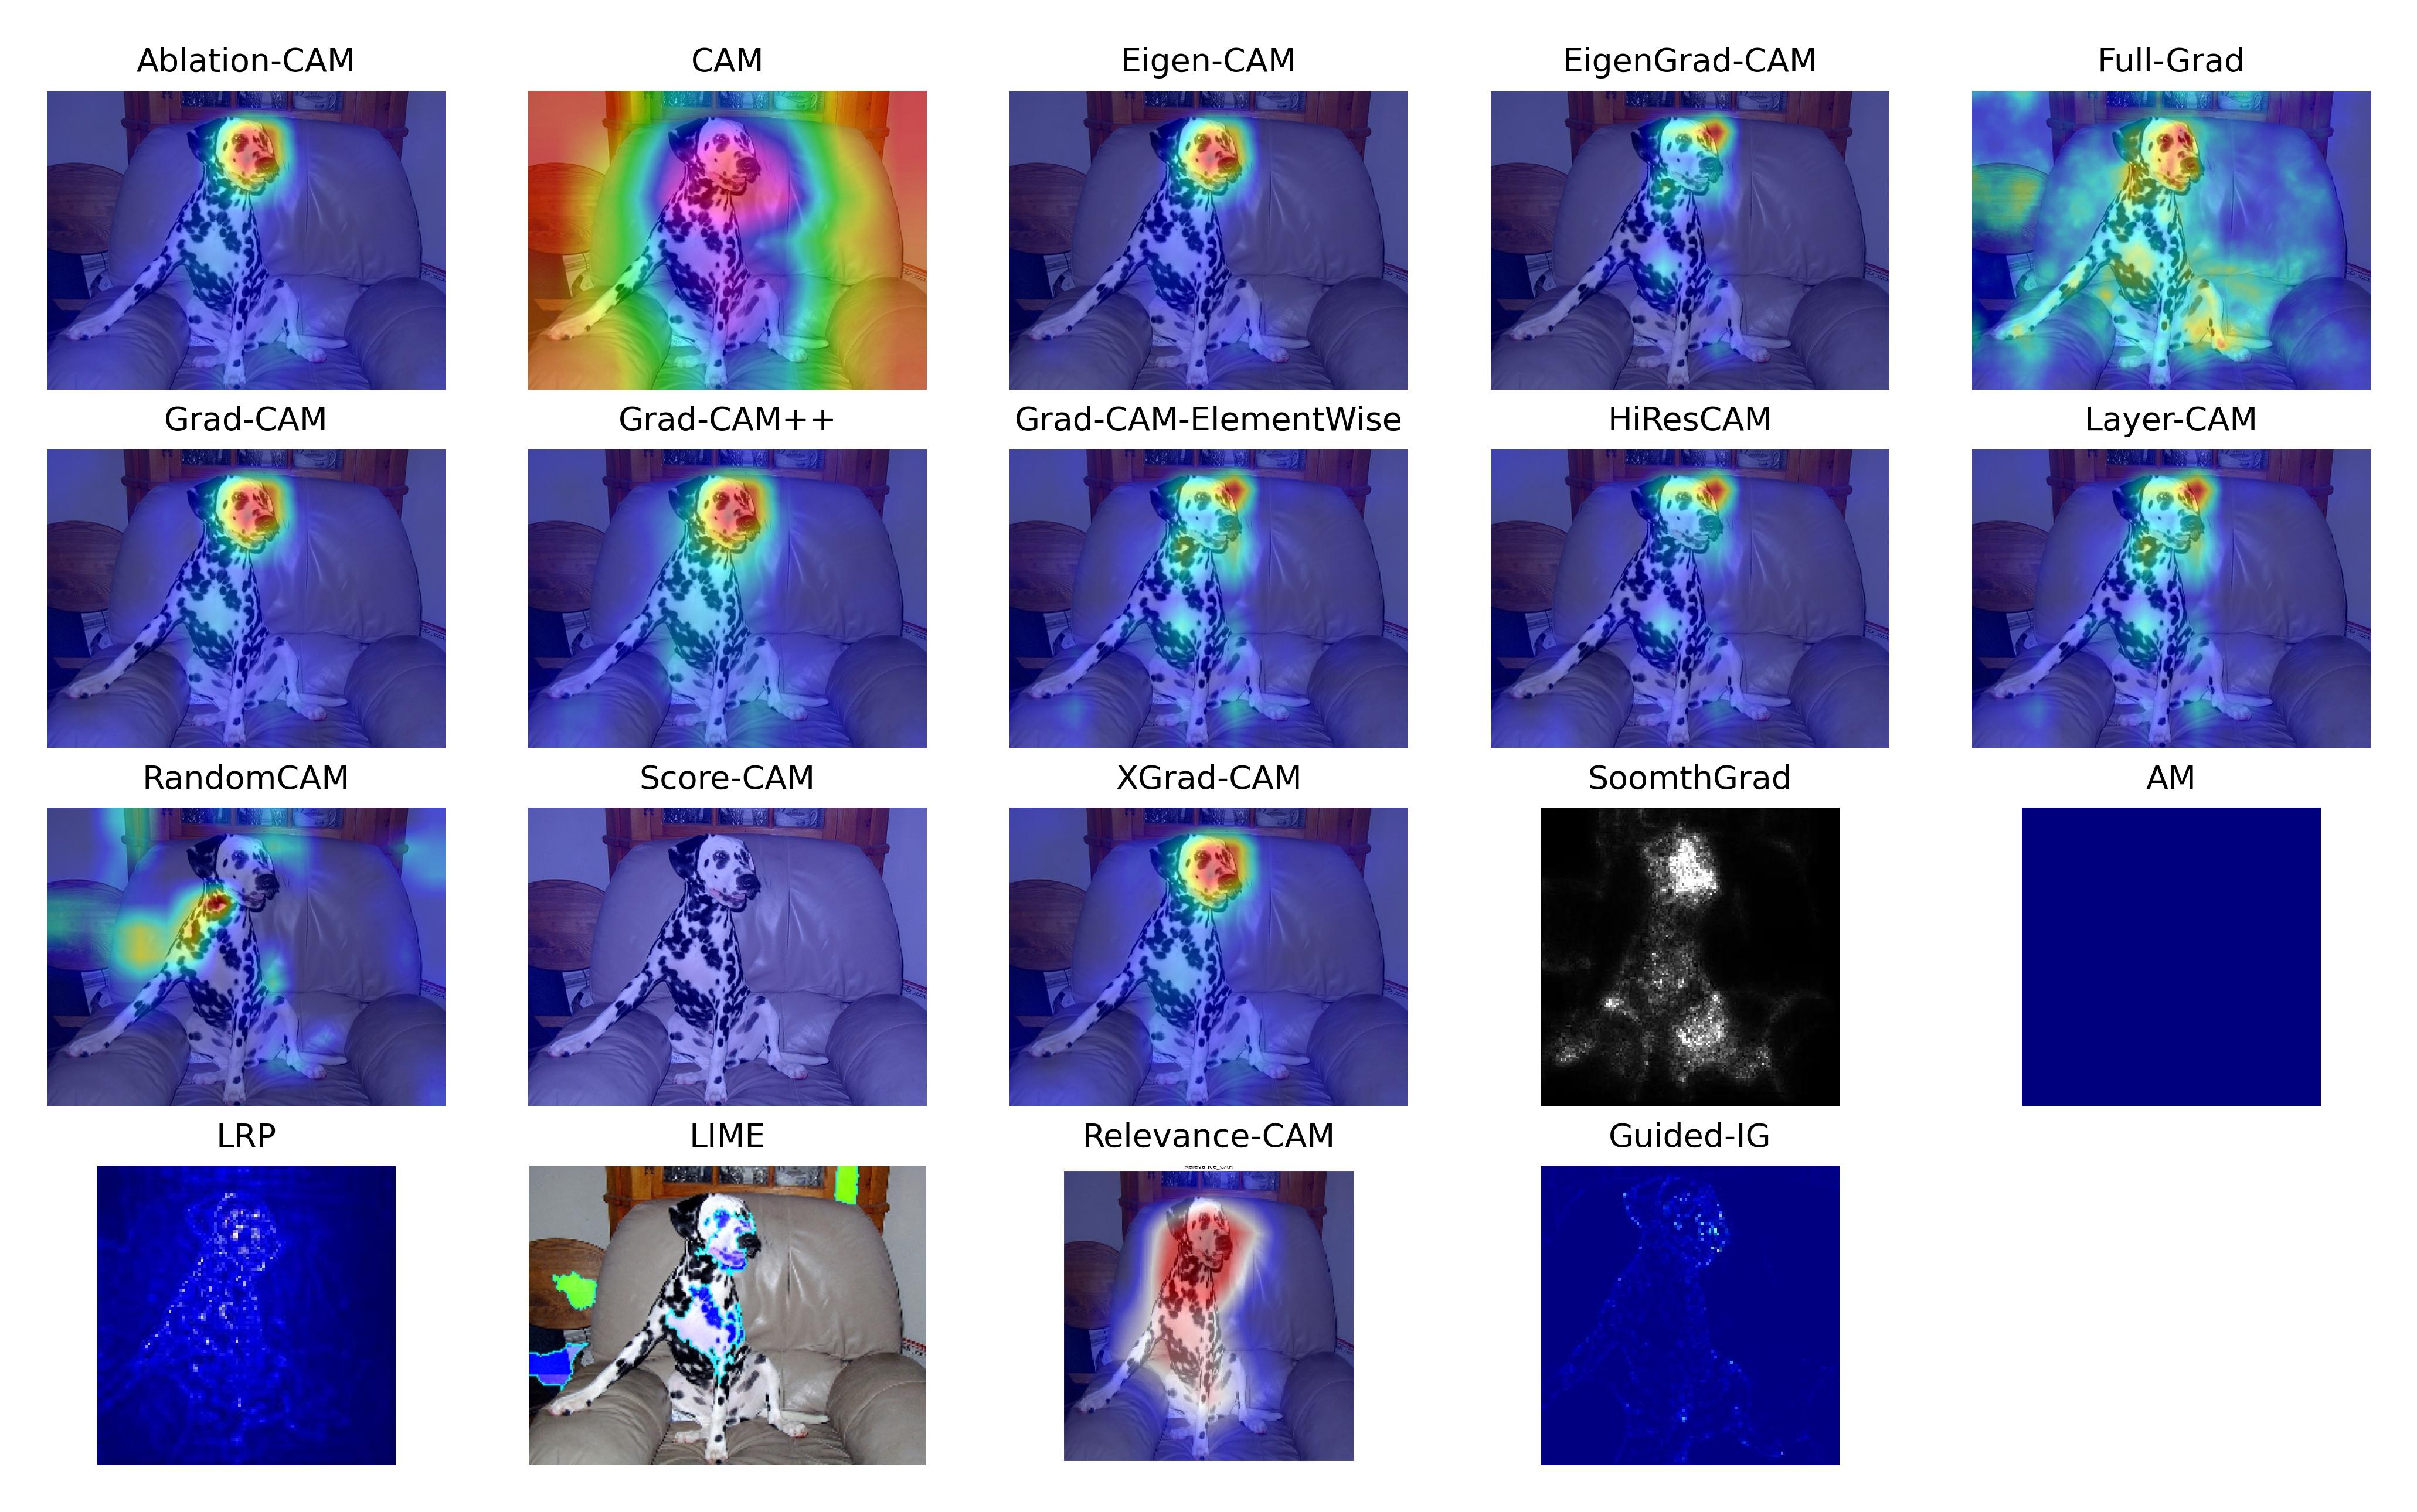 Ablation-CAM
CAM
Eigen-CAM
EigenGrad-CAM
Full-Grad
Grad-CAM
Grad-CAM++
Grad-CAM-ElementWise
HiResCAM
Layer-CAM
RandomCAM
Score-CAM
XGrad-CAM
SoomthGrad
AM
LRP
LIME
Relevance-CAM
Guided-IG
Relevance_CAM